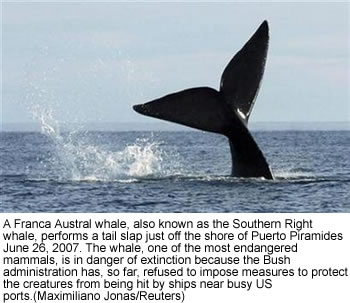 A Franca Austral whale, also known as the Southern Right
whale, performs a tail slap just off the shore of Puerto Piramides
June 26, 2007. The whale, one of the most endangered
mammals, is in danger of extinction because the Bush
administration has, so far, refused to impose measures to protect
the creatures from being hit by ships near busy US
ports.(Maximiliano Jonas/Reuters)